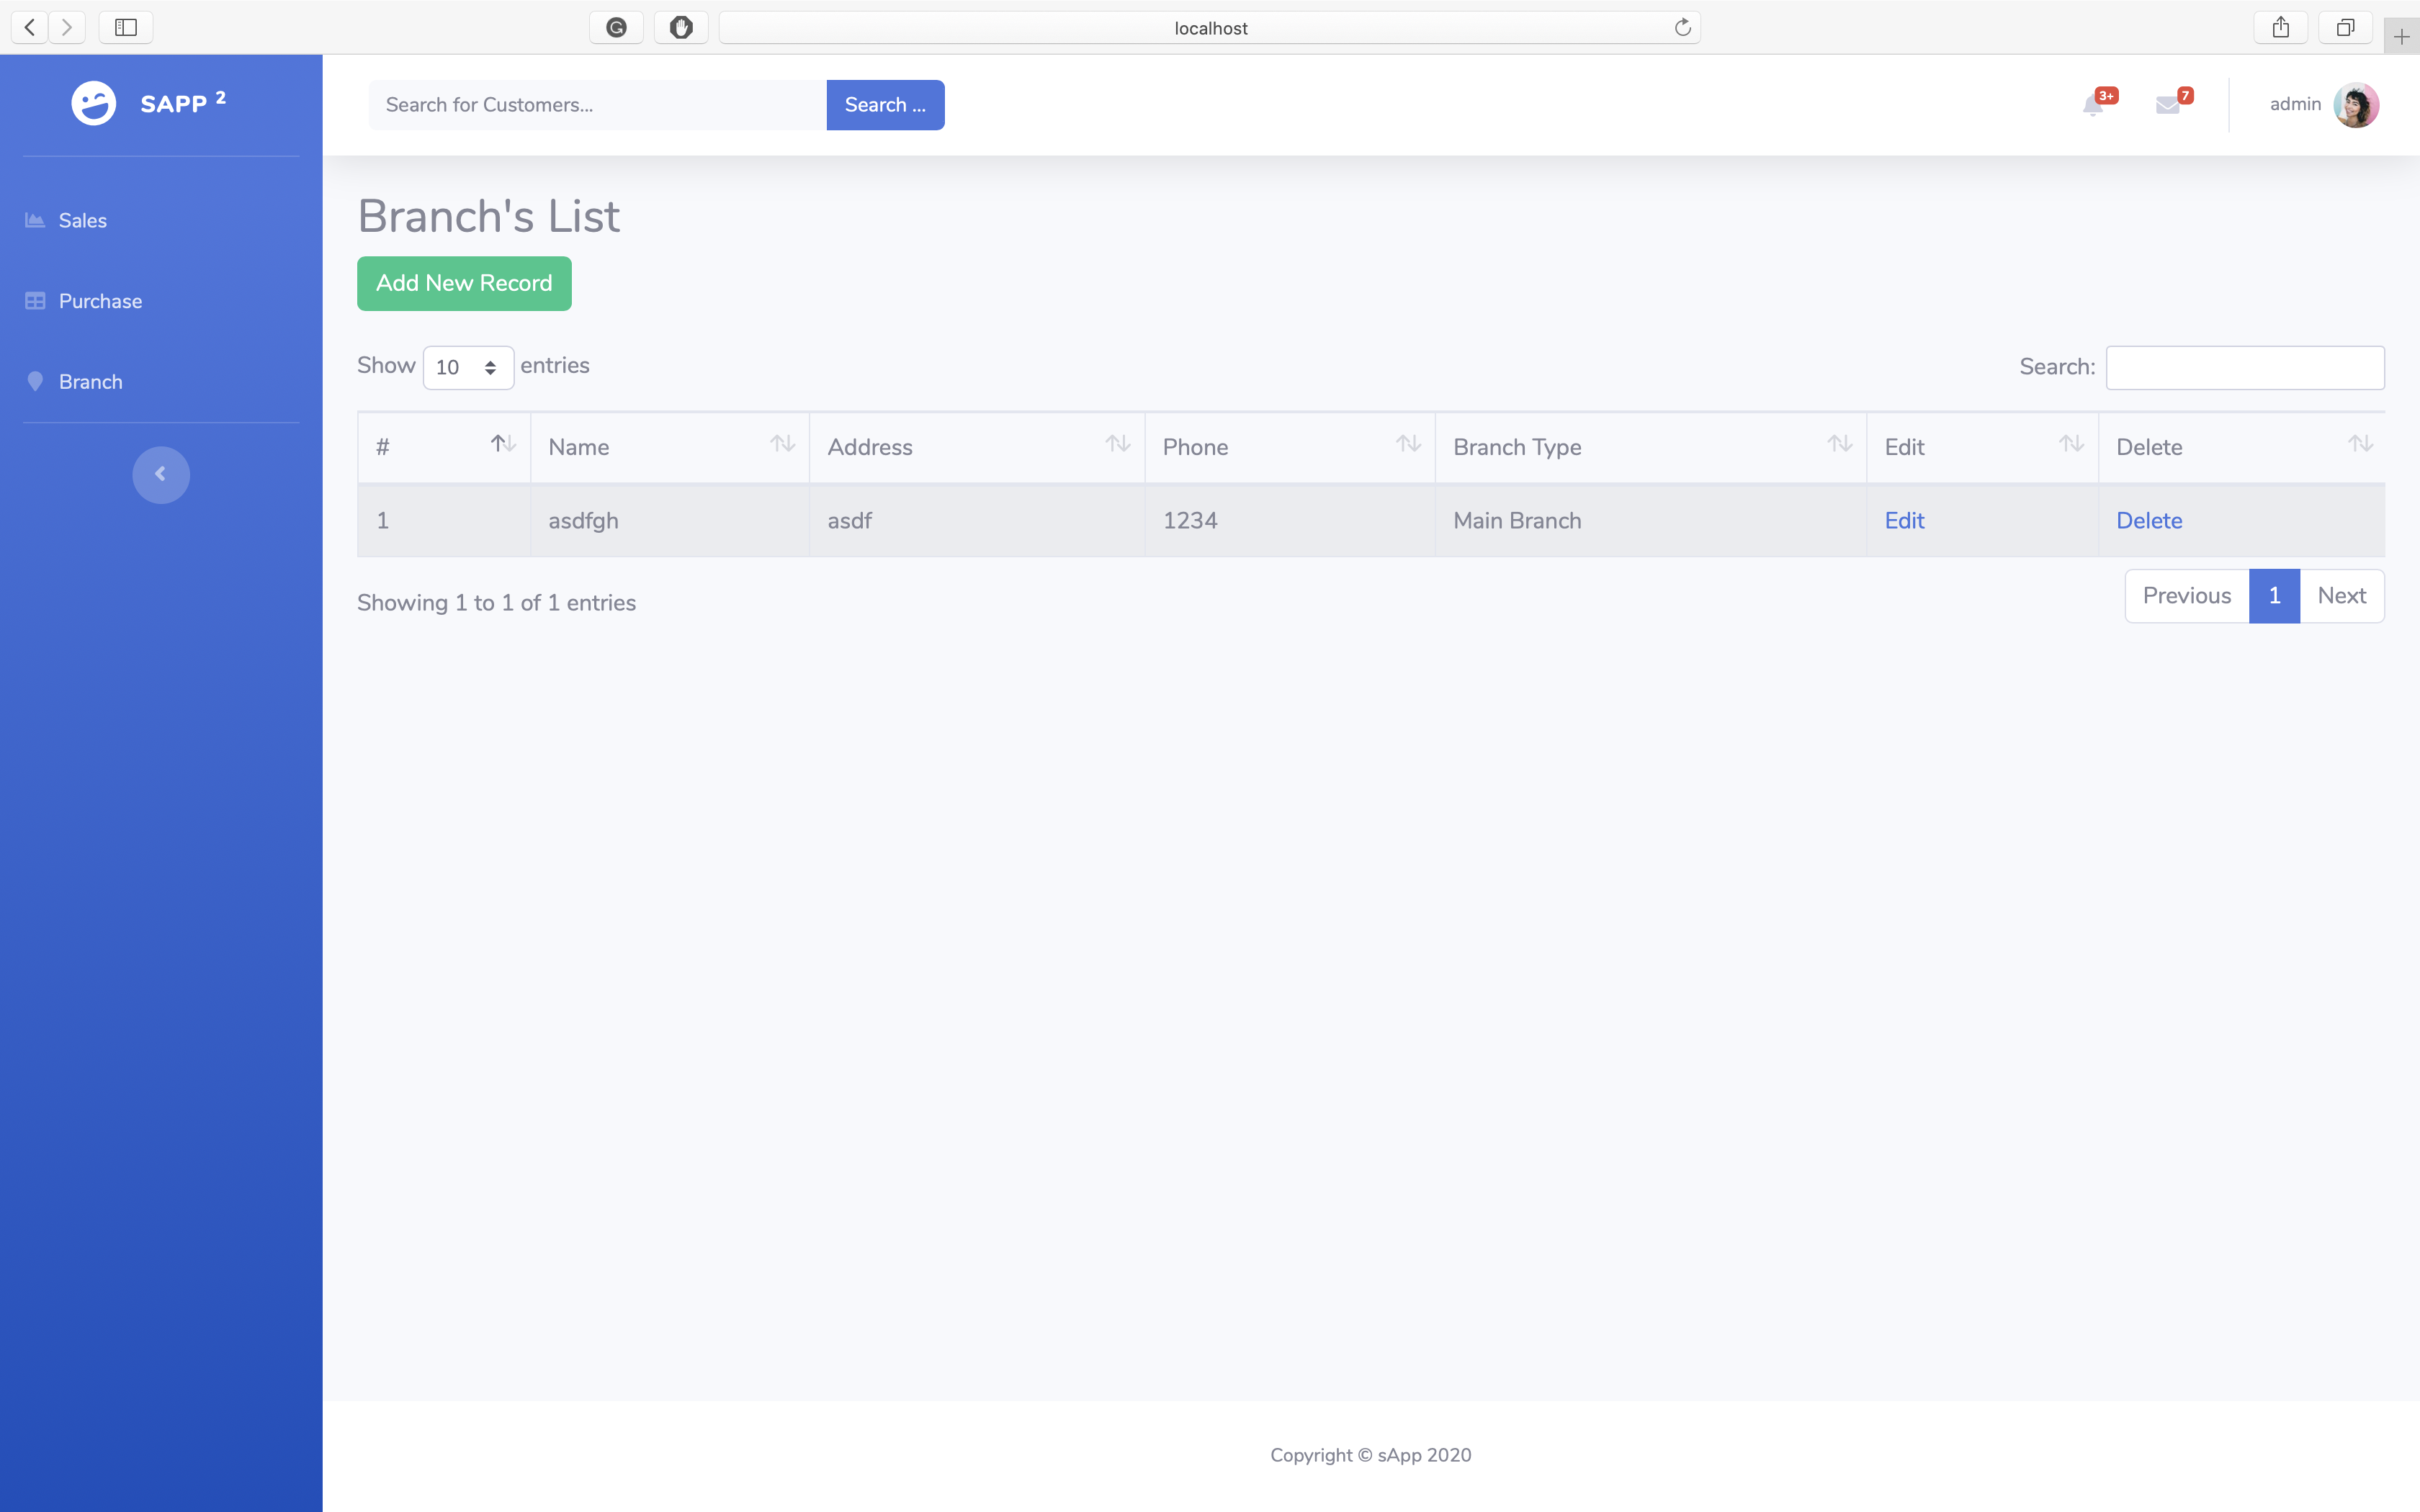 localhost
SAPP 2
Search for Customers...
Search ...
3+
7
admin
Sales
Purchase
Branch
Branch's List
Add New Record
Show 10 entries
Search:
# Name Address Phone Branch Type Edit Delete
1 asdfgh asdf 1234 Main Branch Edit Delete
Showing 1 to 1 of 1 entries
Previous 1 Next
Copyright © sApp 2020